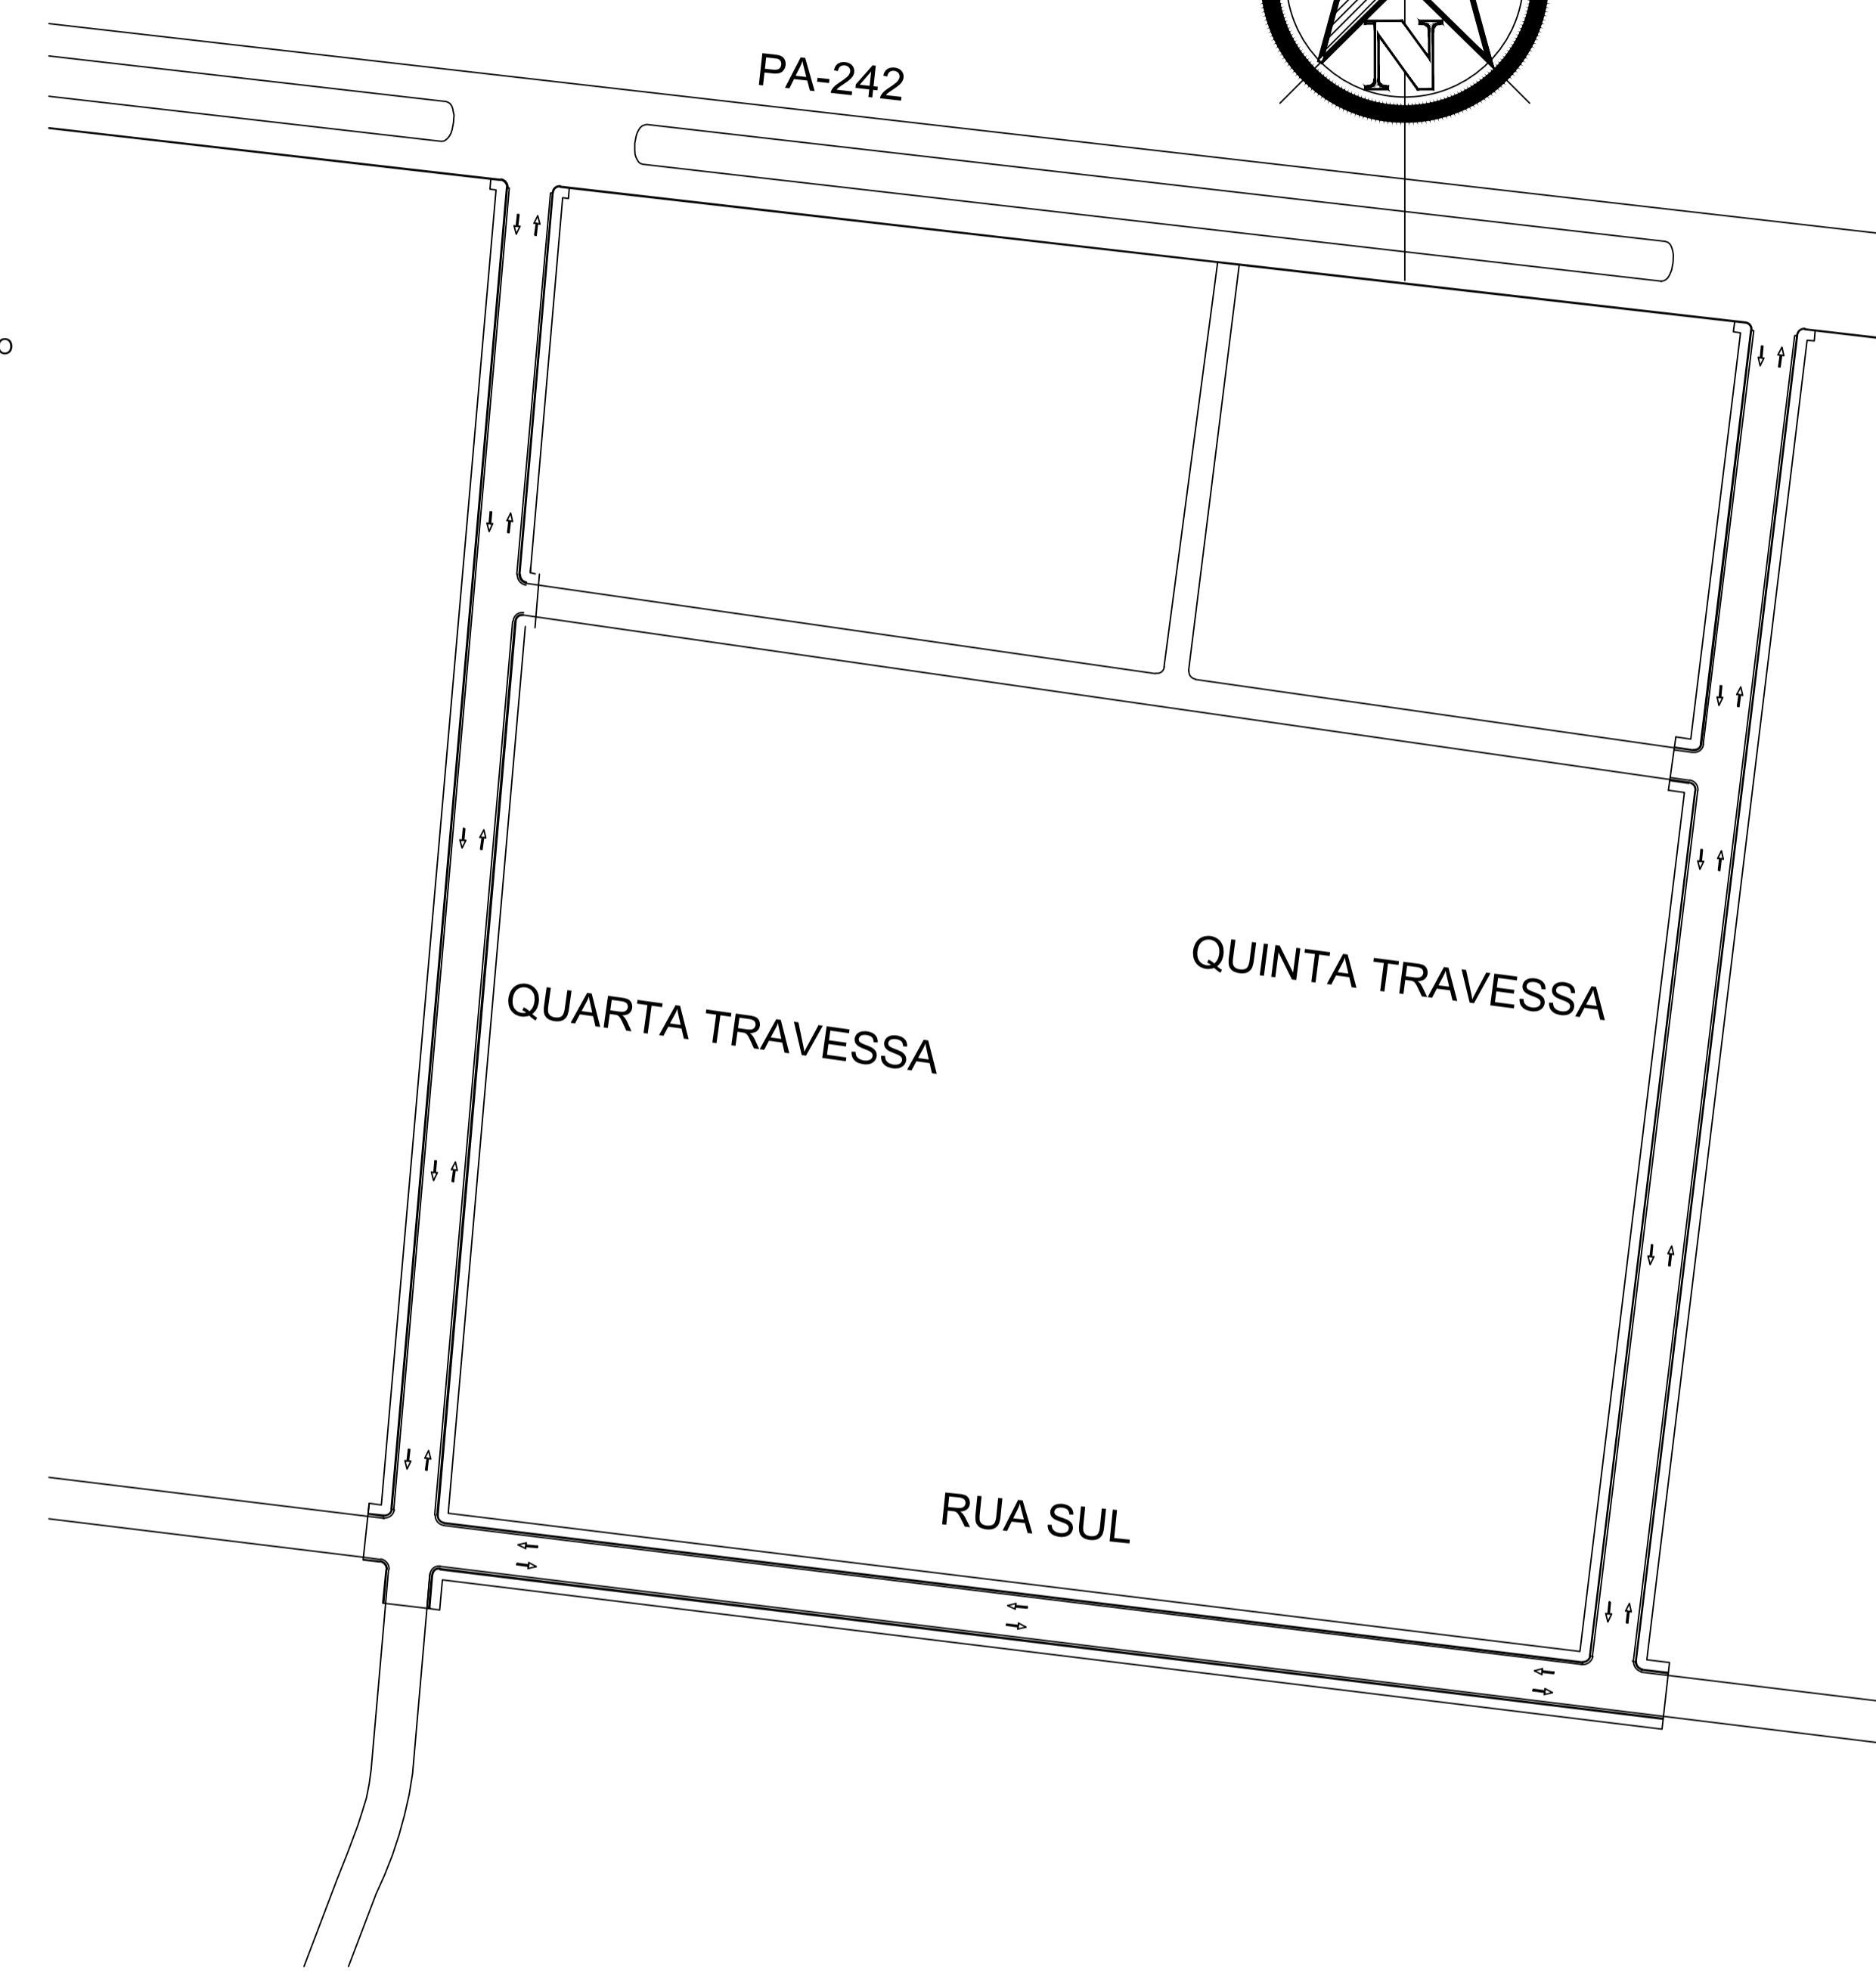 N
PA-242
o
QUINTA TRAVESSA
QUARTA TRAVESSA
RUA SUL